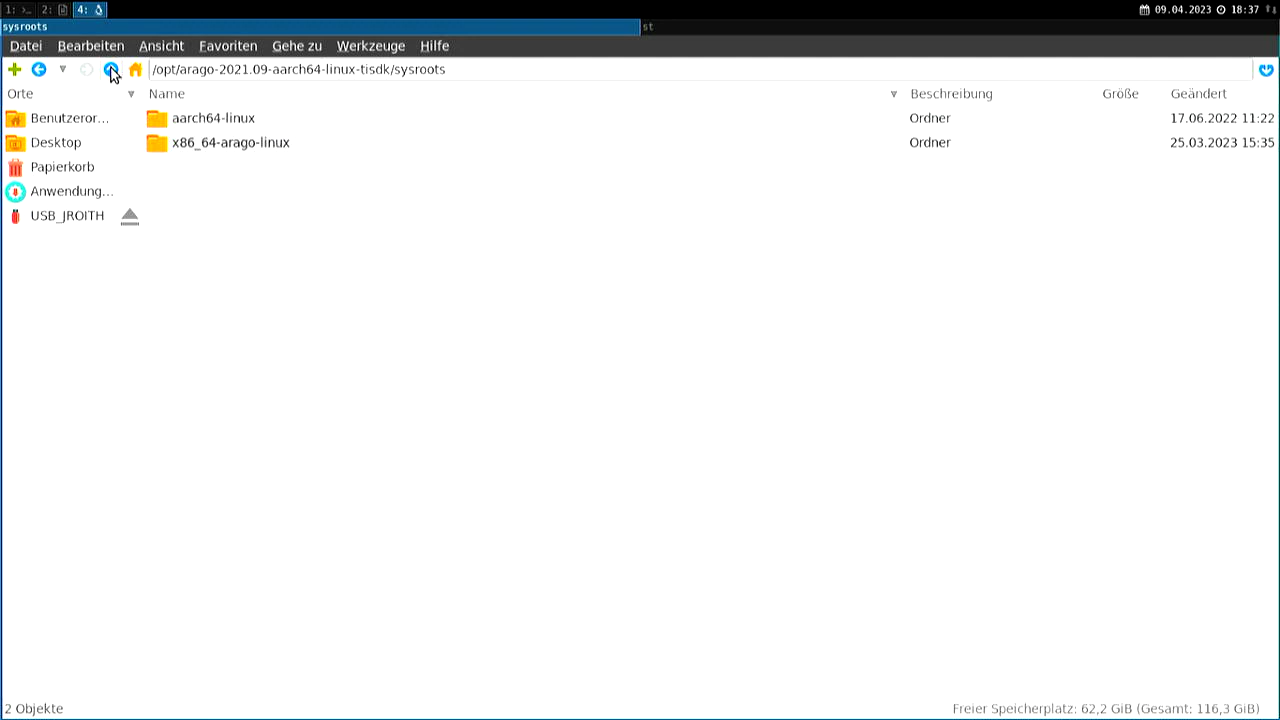 1: >_ 2: 4: 09.04.2023 18:37
sysroots st
Datei Bearbeiten Ansicht Favoriten Gehe zu Werkzeuge Hilfe
/opt/arago-2021.09-aarch64-linux-tisdk/sysroots
Orte Name Beschreibung Größe Geändert
Benutzeror... aarch64-linux Ordner 17.06.2022 11:22
Desktop x86_64-arago-linux Ordner 25.03.2023 15:35
Papierkorb
Anwendung...
USB_JROITH
2 Objekte Freier Speicherplatz: 62,2 GiB (Gesamt: 116,3 GiB)